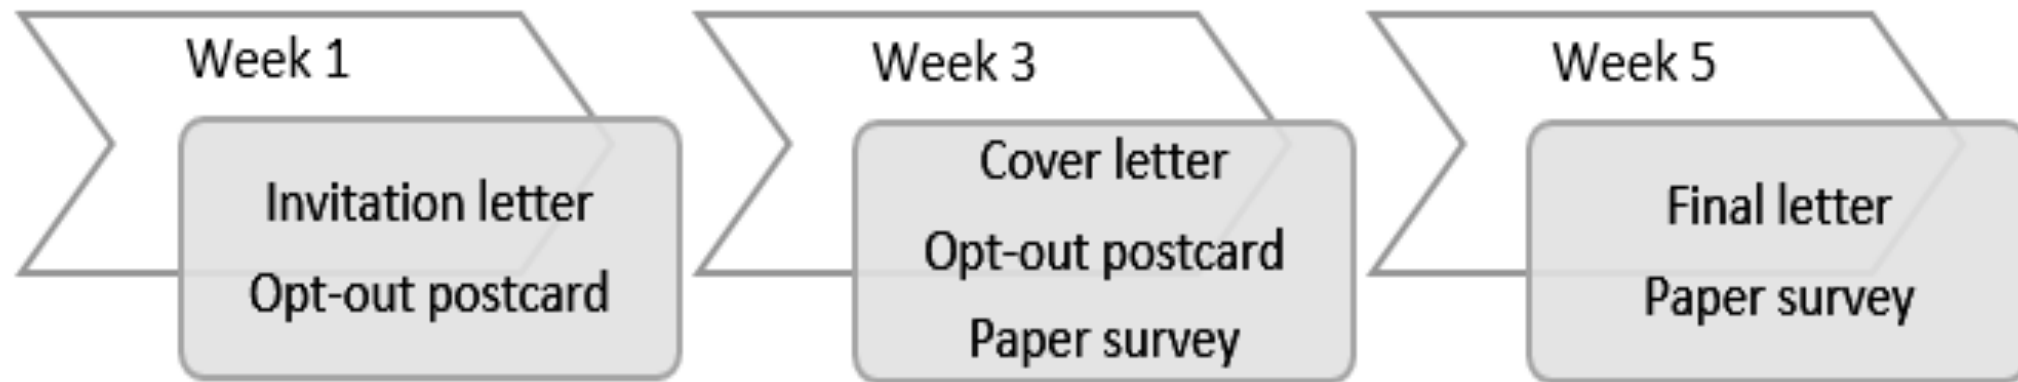 Week 1
Invitation letter
Opt-out postcard
Week 3
Cover letter
Opt-out postcard
Paper survey
Week 5
Final letter
Paper survey